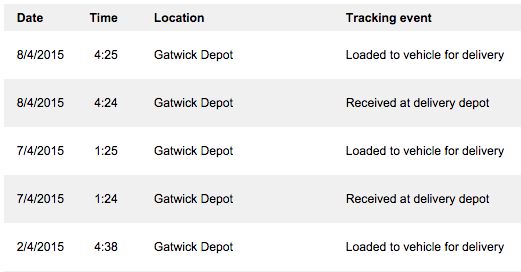 Date Time Location Tracking event
8/4/2015 4:25 Gatwick Depot Loaded to vehicle for delivery
8/4/2015 4:24 Gatwick Depot Received at delivery depot
7/4/2015 1:25 Gatwick Depot Loaded to vehicle for delivery
7/4/2015 1:24 Gatwick Depot Received at delivery depot
2/4/2015 4:38 Gatwick Depot Loaded to vehicle for delivery